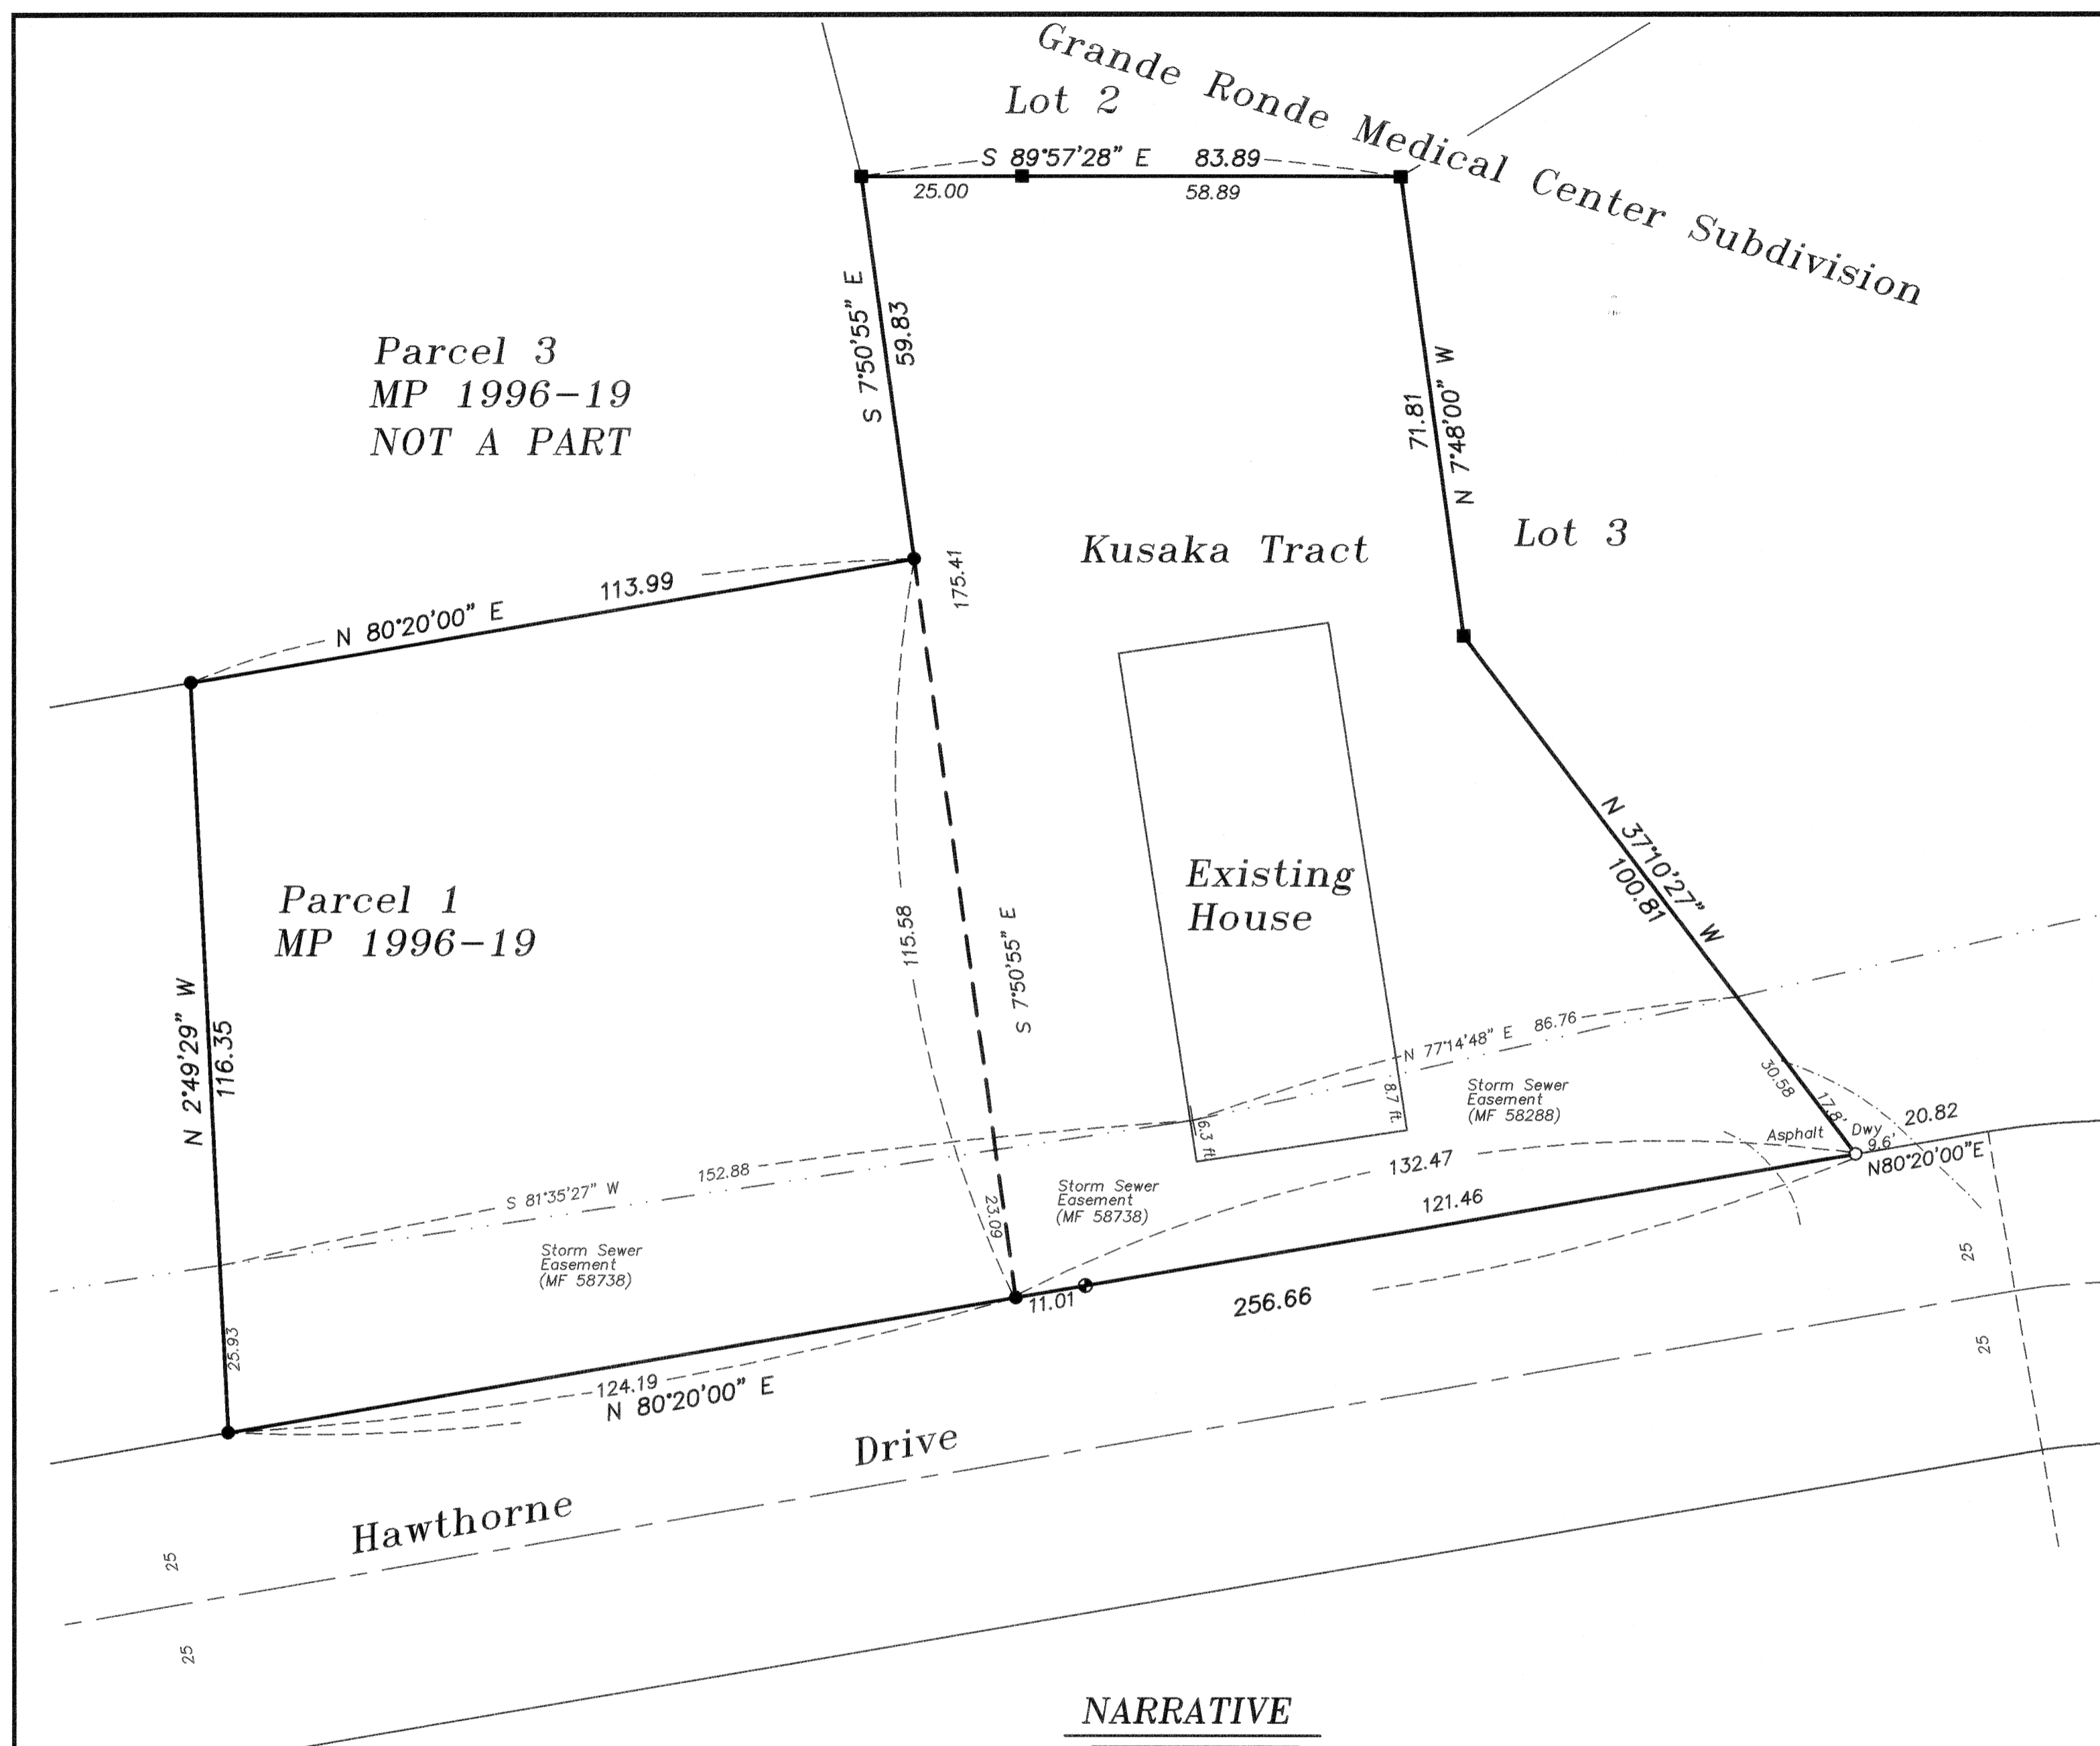 Grande Ronde Medical Center Subdivision
Lot 2
S 89°57'28" E 83.89
25.00
58.89
S 7°50'55" E
59.83
71.81
N 7°48'00" W
Parcel 3
MP 1996-19
NOT A PART
Lot 3
Kusaka Tract
175.41
113.99
N 80°20'00" E
N 37°10'27" W
100.81
Existing
House
Parcel 1
MP 1996-19
115.58
S 7°50'55" E
N 2°49'29" W
116.35
N 77°14'48" E 86.76
30.58
17.8'
8.7 ft.
6.3 ft.
Storm Sewer
Easement
(MF 58288)
Asphalt Dwy
9.6'
20.82
N80°20'00"E
132.47
121.46
S 81°35'27" W 152.88
Storm Sewer
Easement
(MF 58738)
23.09
Storm Sewer
Easement
(MF 58738)
25.93
11.01
256.66
124.19
N 80°20'00" E
25
25
Hawthorne Drive
25
25
NARRATIVE